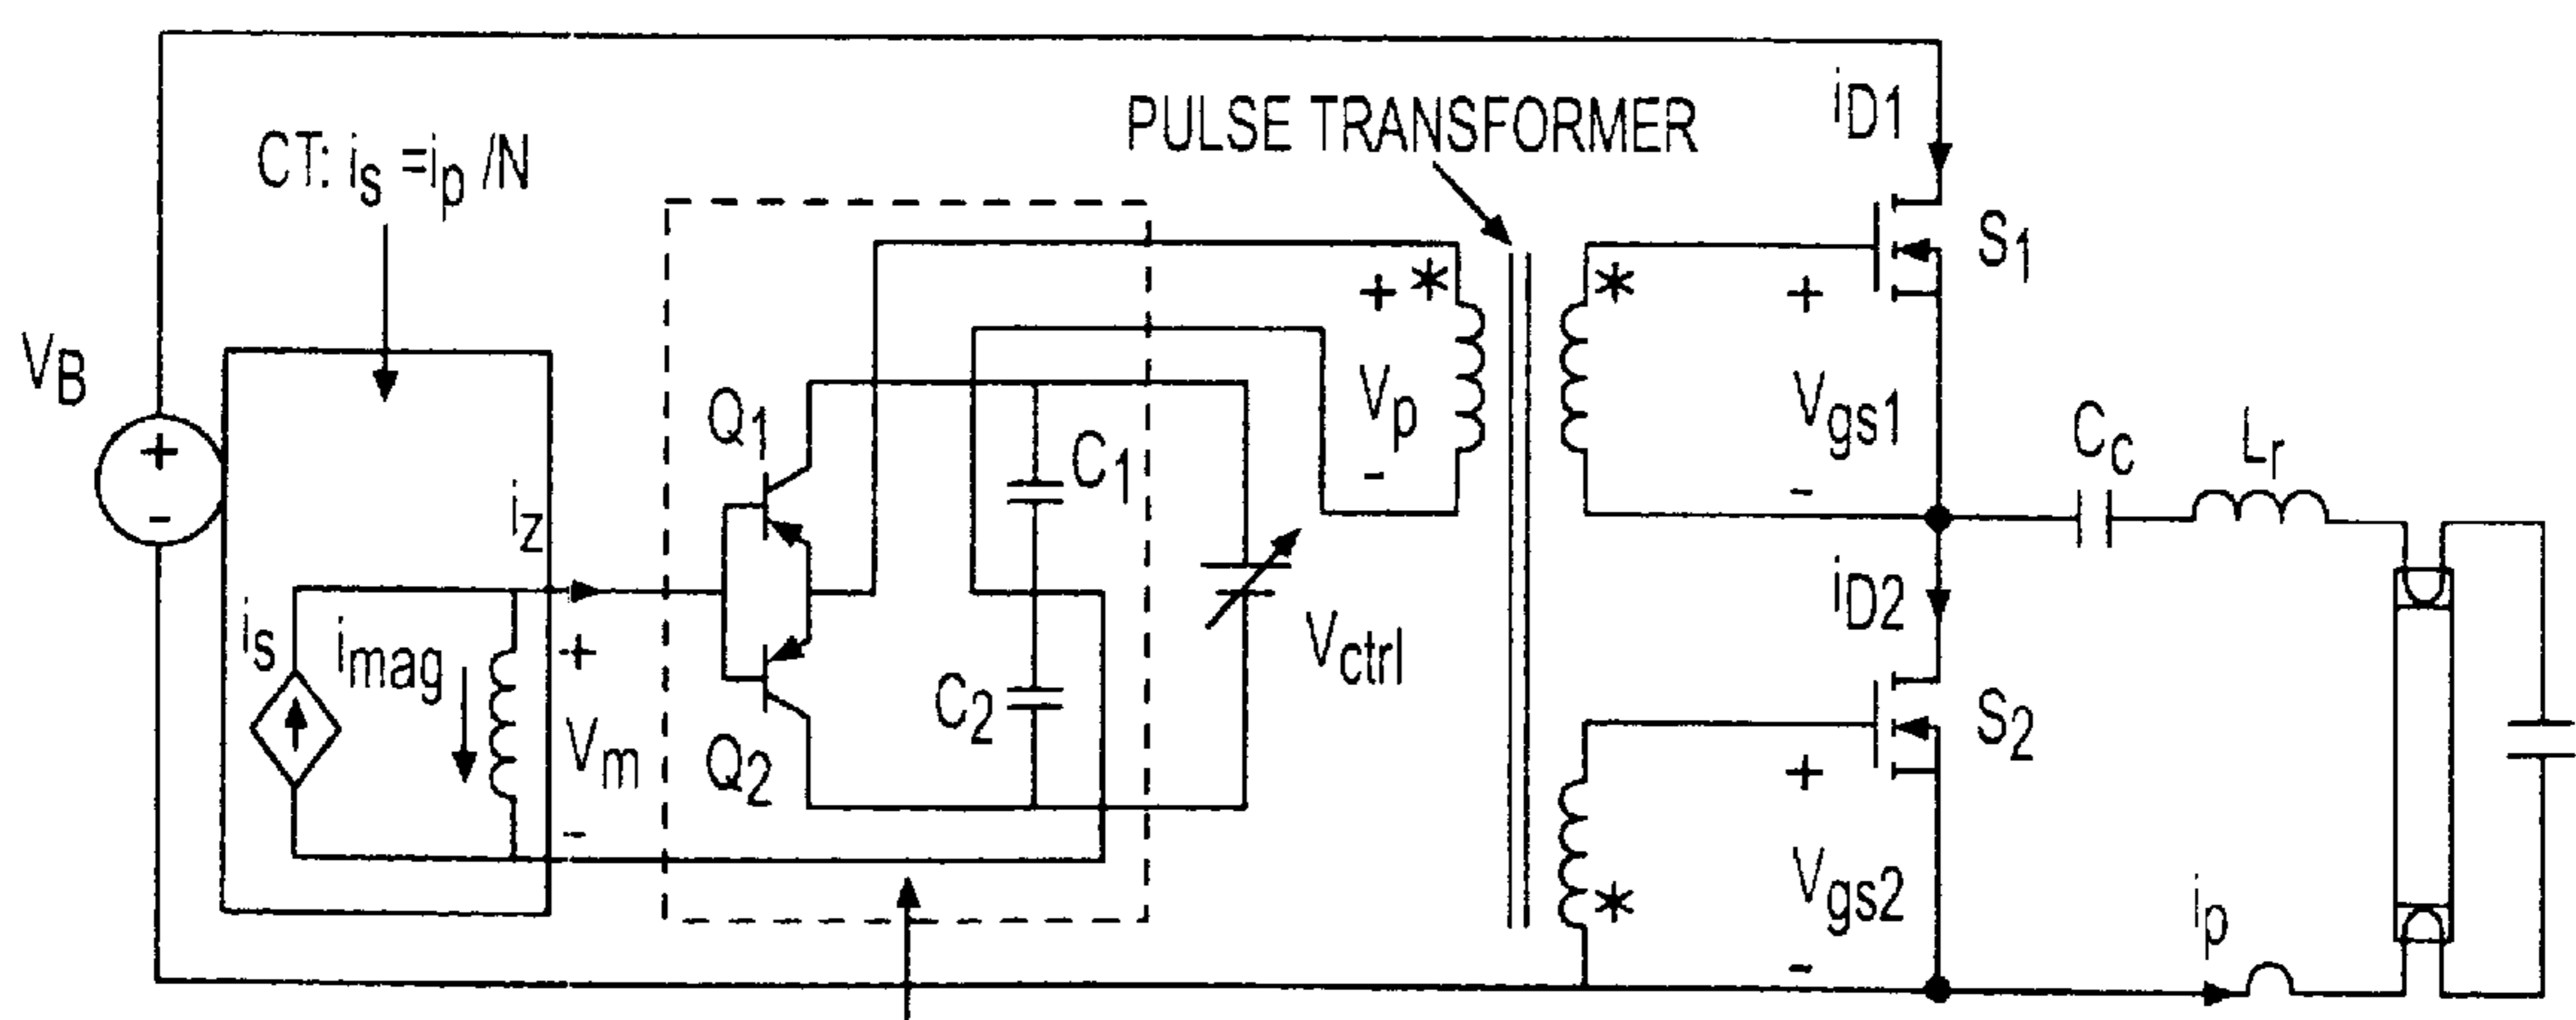 PULSE TRANSFORMER
CT: is =ip /N
iD1
S1
VB
+
-
Q1
C1
+ *
Vp
-
*
+
Vgs1
-
Cc
Lr
iz
is
imag
+
Vm
-
Q2
C2
Vctrl
iD2
S2
+
Vgs2
-
*
ip